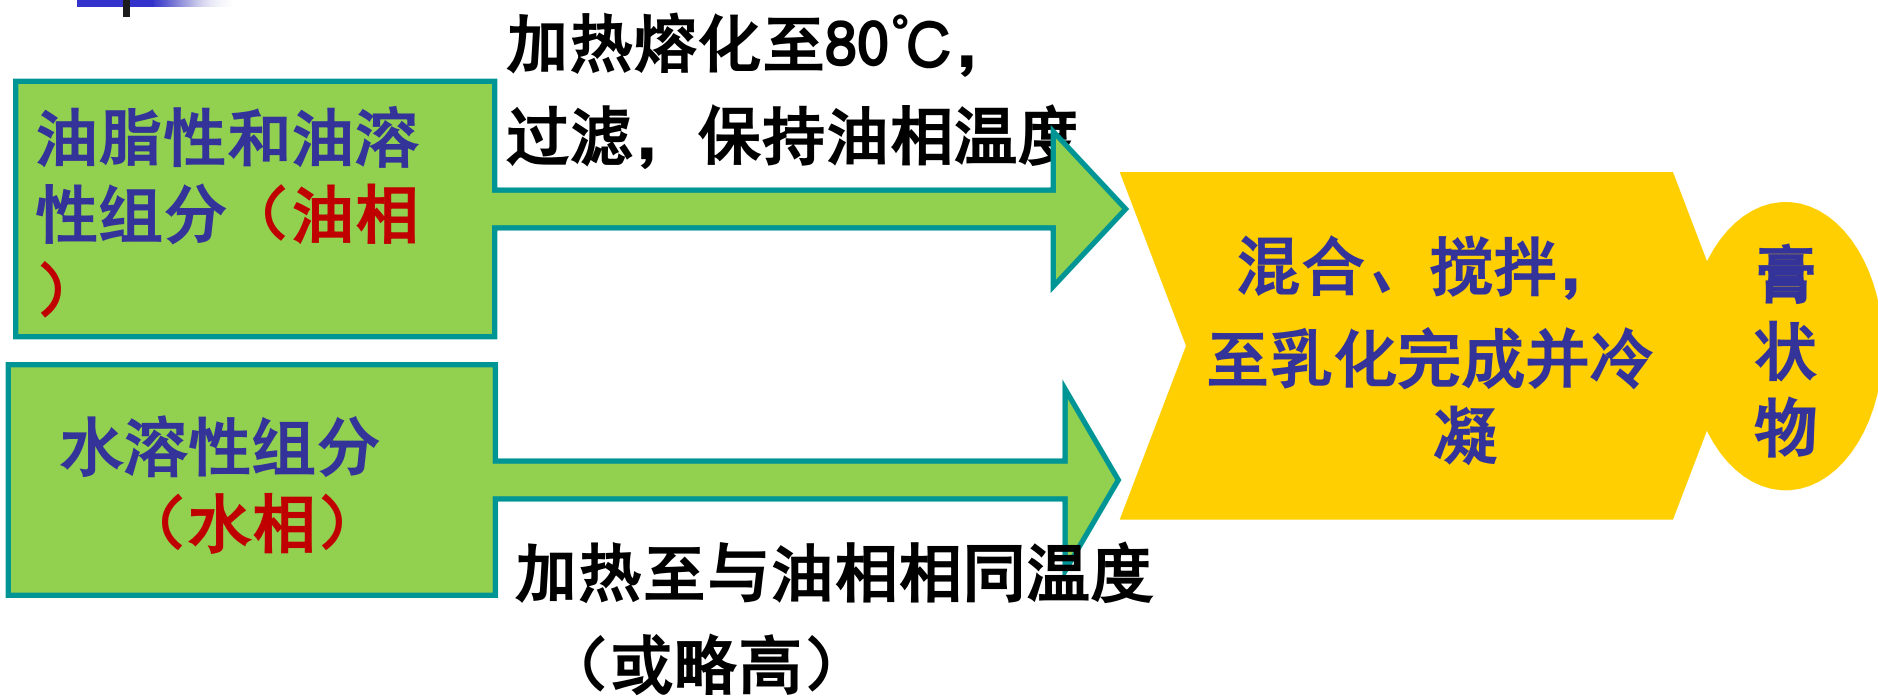 加热熔化至80℃，
过滤，保持油相温度
油脂性和油溶
性组分（油相
）
水溶性组分
（水相）
加热至与油相相同温度
（或略高）
混合、搅拌，
至乳化完成并冷
凝
膏
状
物